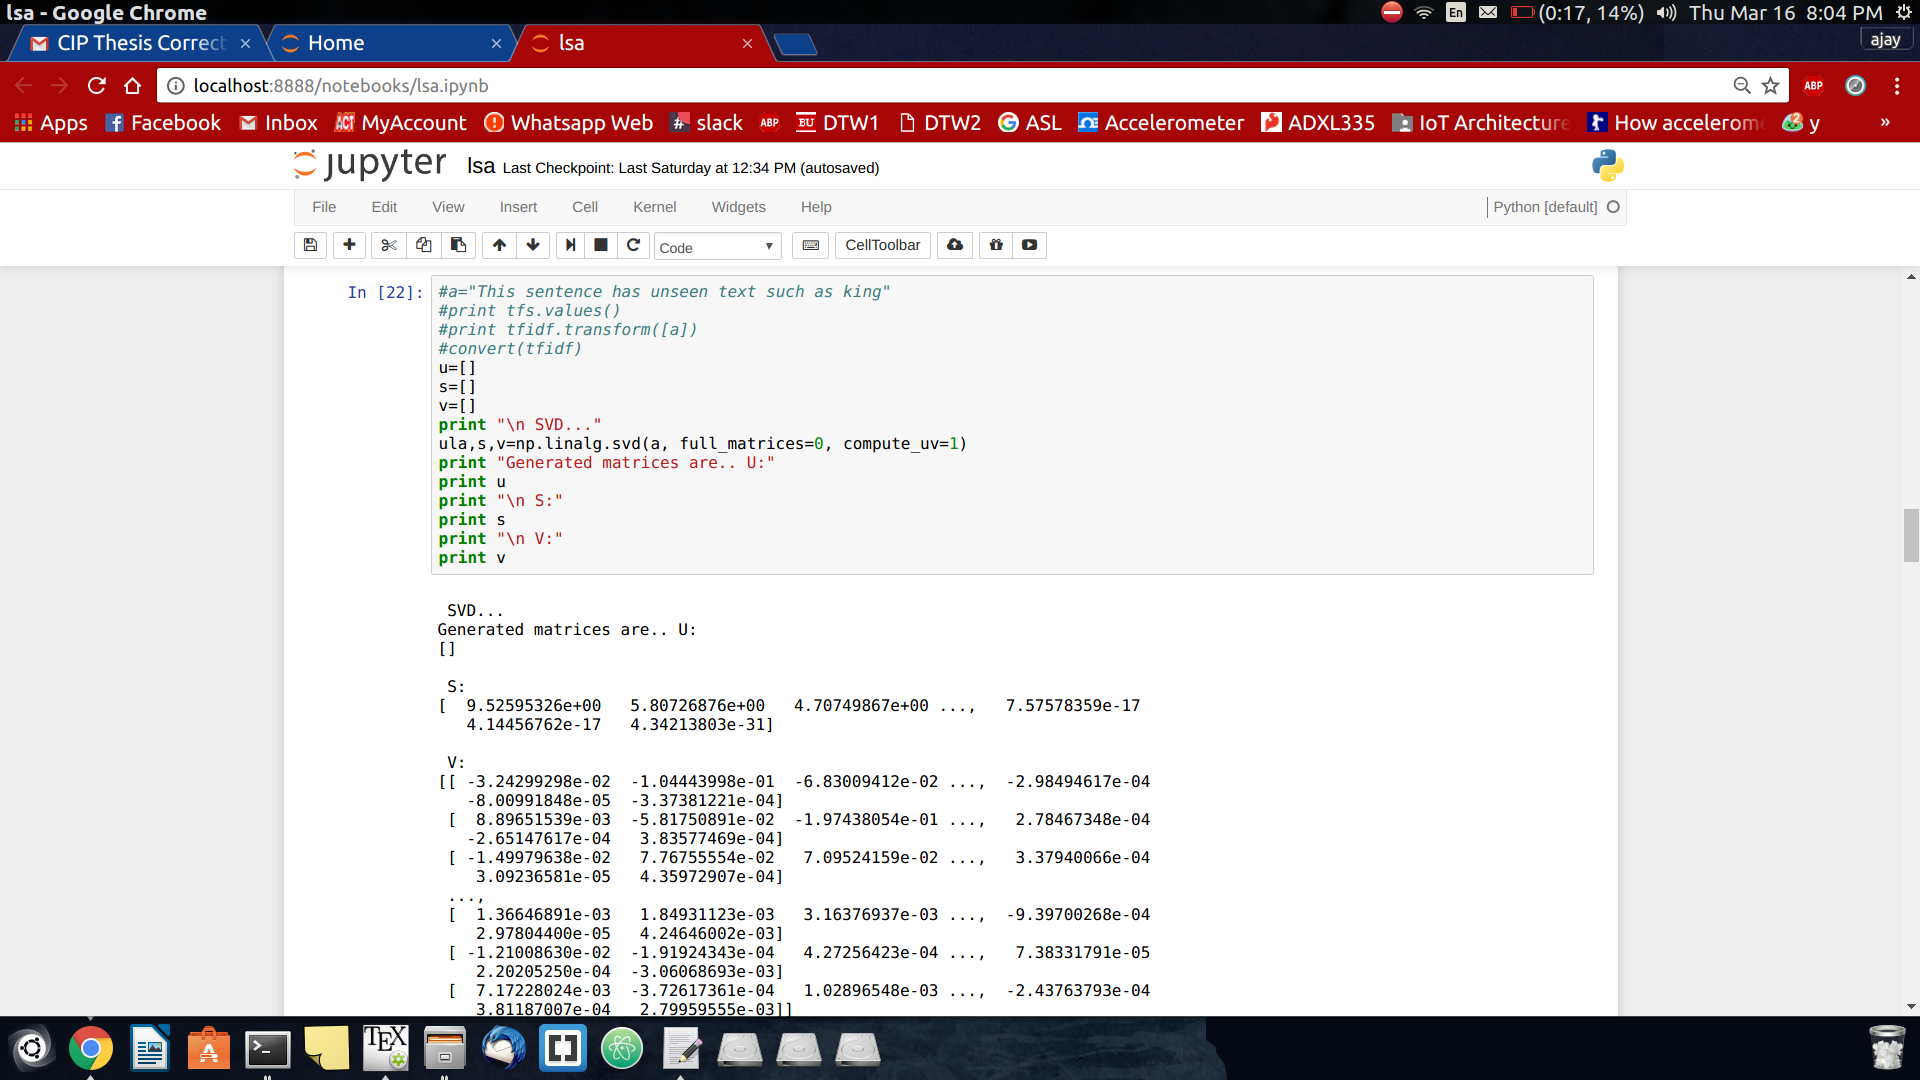 lsa - Google Chrome
En (0:17, 14%) Thu Mar 16 8:04 PM
CIP Thesis Correct × Home × lsa × ajay
localhost:8888/notebooks/lsa.ipynb ABP
Apps Facebook Inbox ACT MyAccount Whatsapp Web slack ABP BU DTW1 DTW2 ASL Accelerometer ADXL335 IoT Architecture How accelerom y »
jupyter lsa Last Checkpoint: Last Saturday at 12:34 PM (autosaved)
File Edit View Insert Cell Kernel Widgets Help Python [default]
Code CellToolbar
In [22]: #a="This sentence has unseen text such as king"
#print tfs.values()
#print tfidf.transform([a])
#convert(tfidf)
u=[]
s=[]
v=[]
print "\n SVD..."
ula,s,v=np.linalg.svd(a, full_matrices=0, compute_uv=1)
print "Generated matrices are.. U:"
print u
print "\n S:"
print s
print "\n V:"
print v
SVD...
Generated matrices are.. U:
[]
S:
[ 9.52595326e+00 5.80726876e+00 4.70749867e+00 ..., 7.57578359e-17
4.14456762e-17 4.34213803e-31]
V:
[[ -3.24299298e-02 -1.04443998e-01 -6.83009412e-02 ..., -2.98494617e-04
-8.00991848e-05 -3.37381221e-04]
[ 8.89651539e-03 -5.81750891e-02 -1.97438054e-01 ..., 2.78467348e-04
-2.65147617e-04 3.83577469e-04]
[ -1.49979638e-02 7.76755554e-02 7.09524159e-02 ..., 3.37940066e-04
3.09236581e-05 4.35972907e-04]
...,
[ 1.36646891e-03 1.84931123e-03 3.16376937e-03 ..., -9.39700268e-04
2.97804400e-05 4.24646002e-03]
[ -1.21008630e-02 -1.91924343e-04 4.27256423e-04 ..., 7.38331791e-05
2.20205250e-04 -3.06068693e-03]
[ 7.17228024e-03 -3.72617361e-04 1.02896548e-03 ..., -2.43763793e-04
3.81187007e-04 2.79959555e-03]]
TEX